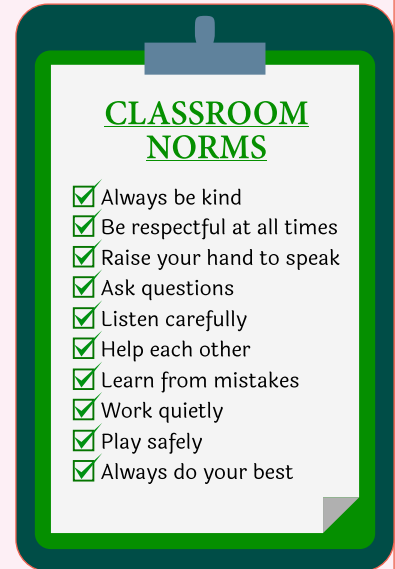 CLASSROOM
NORMS
Always be kind
Be respectful at all times
Raise your hand to speak
Ask questions
Listen carefully
Help each other
Learn from mistakes
Work quietly
Play safely
Always do your best